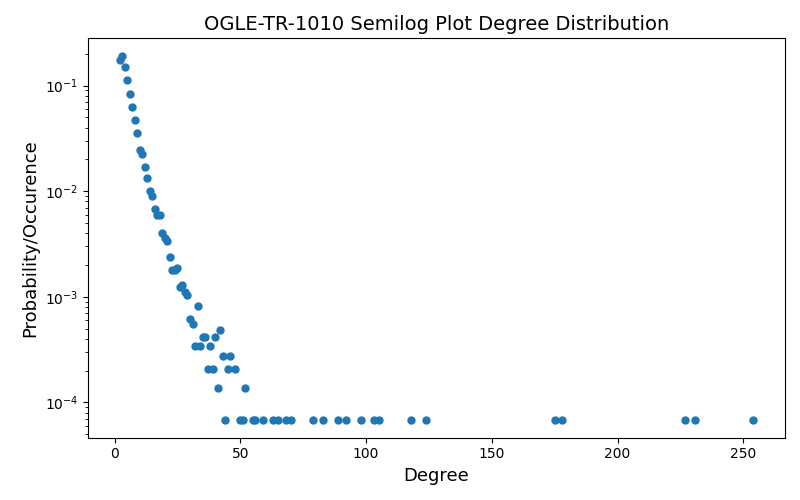 OGLE-TR-1010 Semilog Plot Degree Distribution
Probability/Occurence
10⁻¹
10⁻²
10⁻³
10⁻⁴
0 50 100 150 200 250
Degree